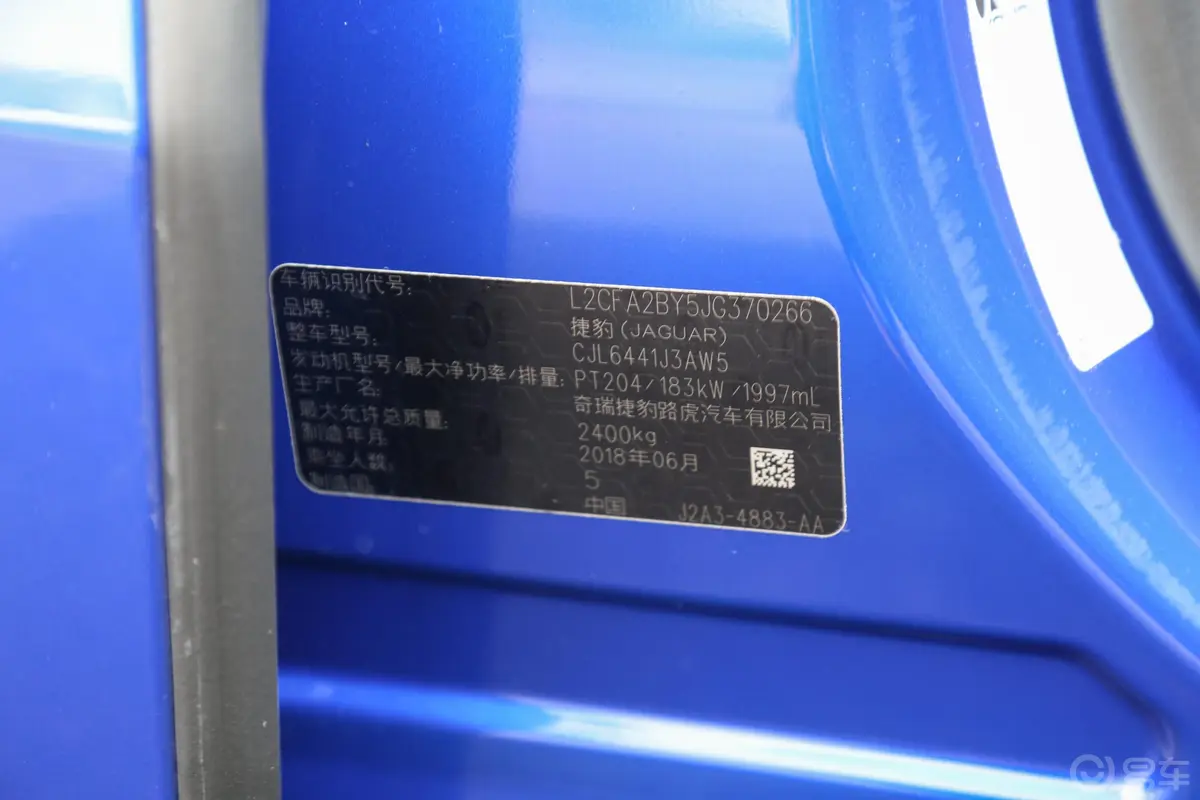 车辆识别代号: L2CFA2BY5JG370266
品牌: 捷豹(JAGUAR)
整车型号: CJL6441J3AW5
发动机型号/最大净功率/排量: PT204/183kW/1997mL
生产厂名: 奇瑞捷豹路虎汽车有限公司
最大允许总质量: 2400kg
制造年月: 2018年06月
乘坐人数: 5
制造国: 中国
J2A3-4883-AA
易车